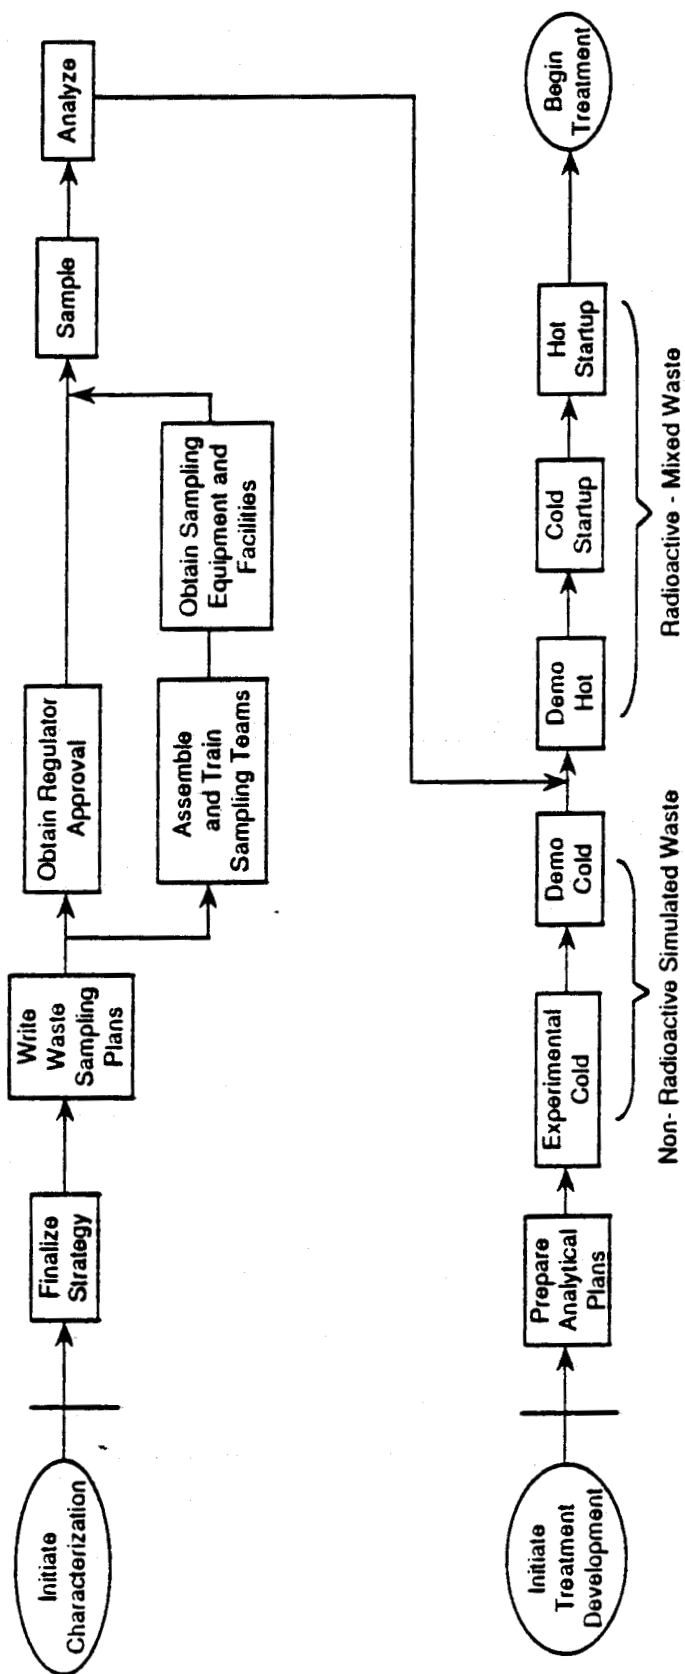 Initiate
Characterization
Finalize
Strategy
Write
Waste
Sampling
Plans
Obtain Regulator
Approval
Assemble
and Train
Sampling Teams
Obtain Sampling
Equipment and
Facilities
Sample
Analyze
Initiate
Treatment
Development
Prepare
Analytical
Plans
Experimental
Cold
Demo
Cold
Demo
Hot
Cold
Startup
Hot
Startup
Begin
Treatment
Non- Radioactive Simulated Waste
Radioactive - Mixed Waste